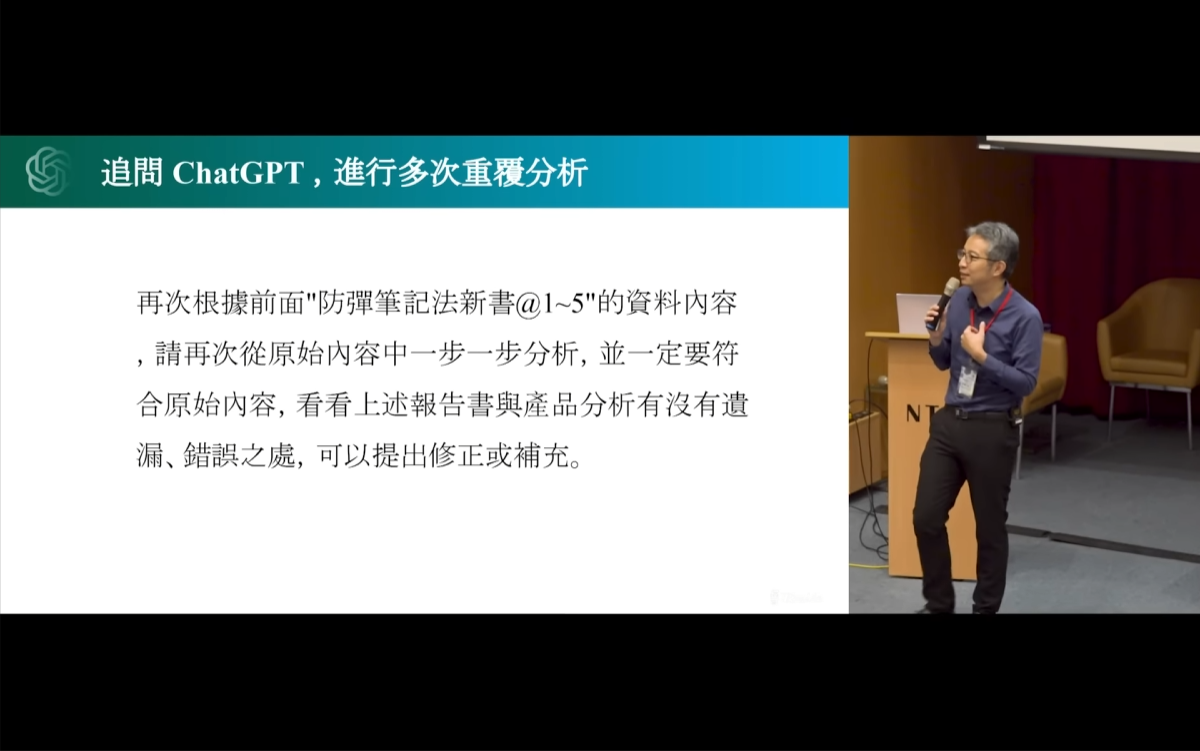 追問 ChatGPT , 進行多次重覆分析
再次根據前面"防彈筆記法新書@1~5"的資料內容
, 請再次從原始內容中一步一步分析, 並一定要符
合原始內容, 看看上述報告書與產品分析有沒有遺
漏、錯誤之處, 可以提出修正或補充。